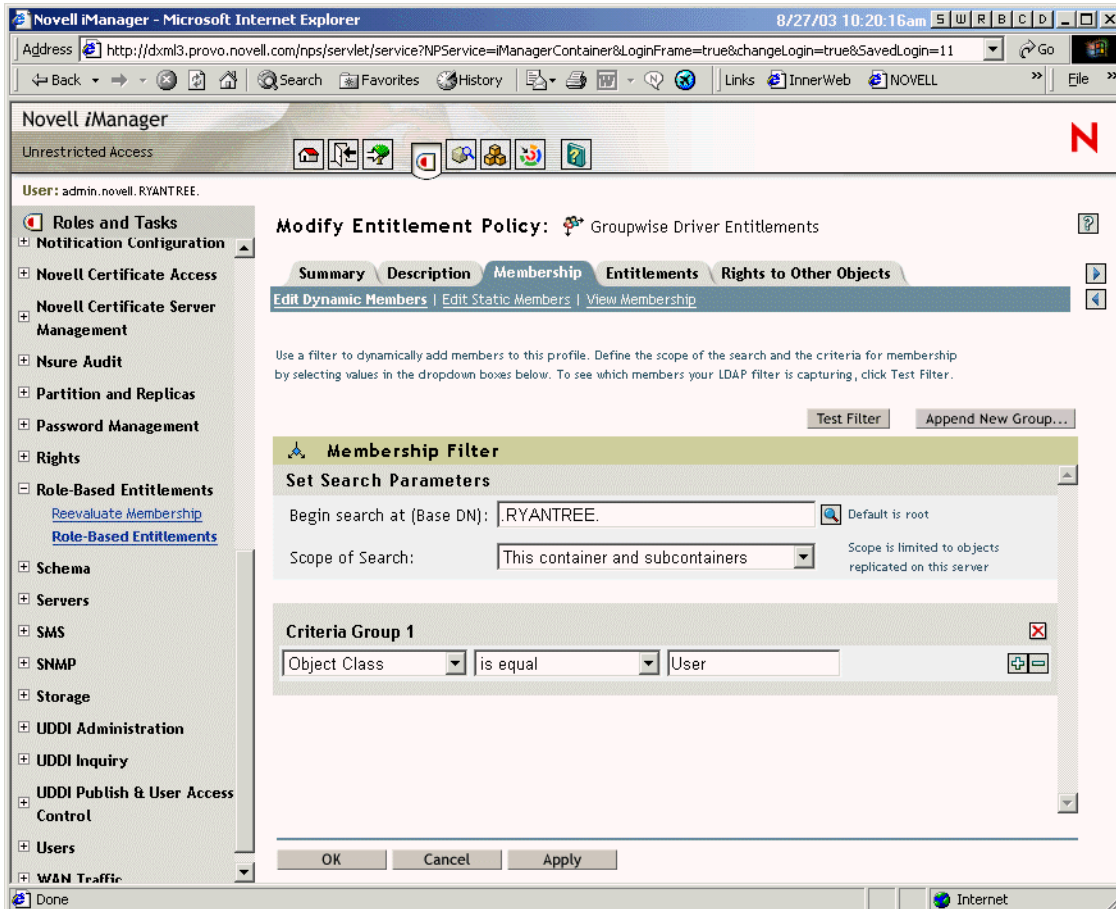 Novell iManager - Microsoft Internet Explorer
8/27/03 10:20:16am S W R B C D
Address http://dxml3.provo.novell.com/nps/servlet/service?NPService=iManagerContainer&LoginFrame=true&changeLogin=true&SavedLogin=11 Go
Back Search Favorites History Links InnerWeb NOVELL » File »
Novell iManager
Unrestricted Access
N
User: admin.novell.RYANTREE.
Roles and Tasks
Notification Configuration
Novell Certificate Access
Novell Certificate Server
Management
Nsure Audit
Partition and Replicas
Password Management
Rights
Role-Based Entitlements
Reevaluate Membership
Role-Based Entitlements
Schema
Servers
SMS
SNMP
Storage
UDDI Administration
UDDI Inquiry
UDDI Publish & User Access
Control
Users
WAN Traffic
Modify Entitlement Policy: Groupwise Driver Entitlements
Summary Description Membership Entitlements Rights to Other Objects
Edit Dynamic Members | Edit Static Members | View Membership
Use a filter to dynamically add members to this profile. Define the scope of the search and the criteria for membership
by selecting values in the dropdown boxes below. To see which members your LDAP filter is capturing, click Test Filter.
Test Filter Append New Group...
Membership Filter
Set Search Parameters
Begin search at (Base DN): .RYANTREE. Default is root
Scope of Search: This container and subcontainers
Scope is limited to objects
replicated on this server
Criteria Group 1
Object Class is equal User
OK Cancel Apply
Done Internet